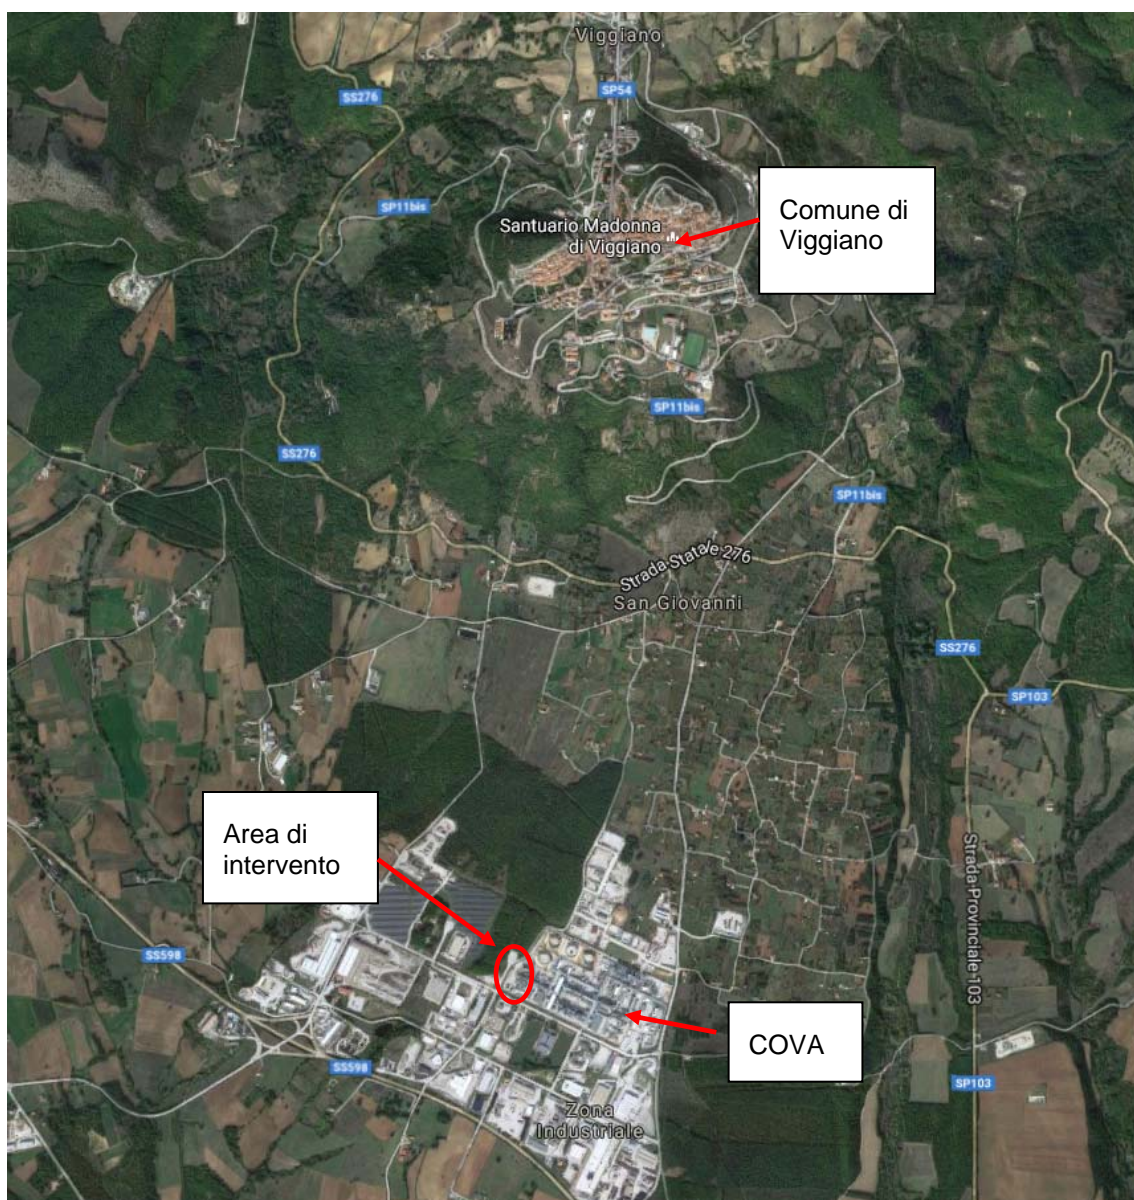 Viggiano
SP54
SS276
SP11bis
Comune di
Viggiano
Santuario Madonna
di Viggiano
SP11bis
SS276
SP11bis
Strada Statale 276
San Giovanni
SS276
SP103
Area di
intervento
Strada Provinciale 103
SS598
COVA
SS598
SP103
Zona
Industriale